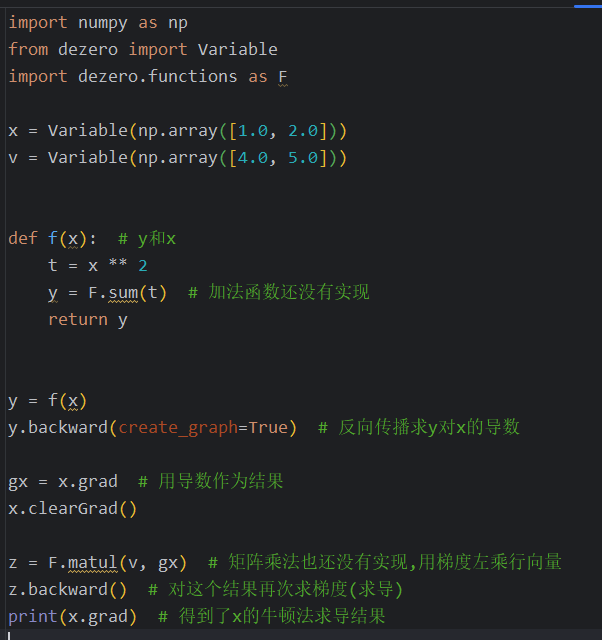 import numpy as np
from dezero import Variable
import dezero.functions as F
x = Variable(np.array([1.0, 2.0]))
v = Variable(np.array([4.0, 5.0]))
def f(x):  # y和x
    t = x ** 2
    y = F.sum(t)  # 加法函数还没有实现
    return y
y = f(x)
y.backward(create_graph=True)  # 反向传播求y对x的导数
gx = x.grad  # 用导数作为结果
x.clearGrad()
z = F.matul(v, gx)  # 矩阵乘法也还没有实现,用梯度左乘行向量
z.backward()  # 对这个结果再次求梯度(求导)
print(x.grad)  # 得到了x的牛顿法求导结果